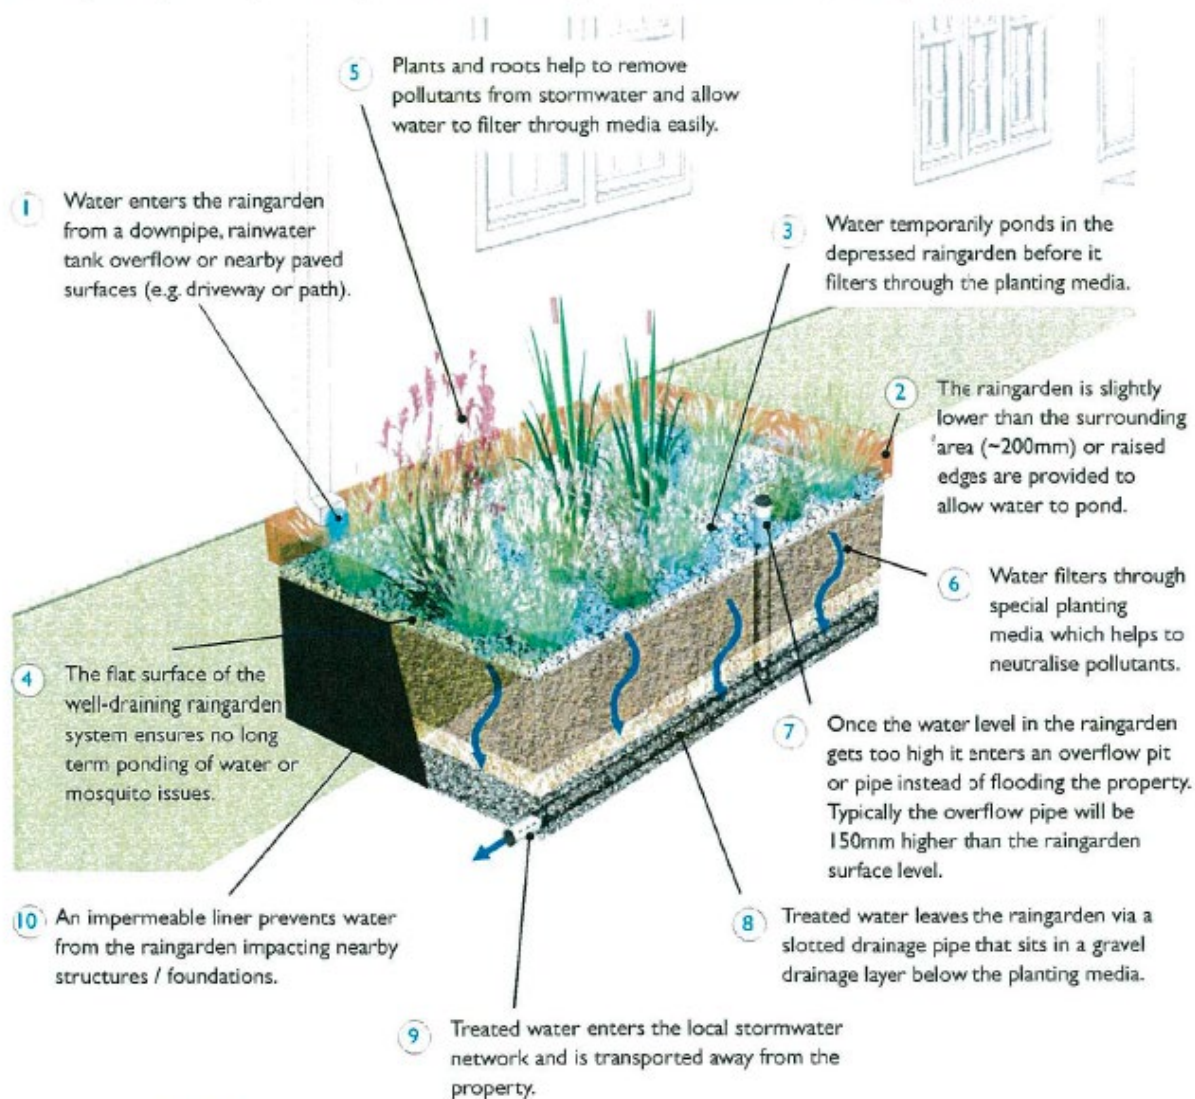 5 Plants and roots help to remove
pollutants from stormwater and allow
water to filter through media easily.
1 Water enters the raingarden
from a downpipe, rainwater
tank overflow or nearby paved
surfaces (e.g. driveway or path).
3 Water temporarily ponds in the
depressed raingarden before it
filters through the planting media.
2 The raingarden is slightly
lower than the surrounding
area (~200mm) or raised
edges are provided to
allow water to pond.
6 Water filters through
special planting
media which helps to
neutralise pollutants.
4 The flat surface of the
well-draining raingarden
system ensures no long
term ponding of water or
mosquito issues.
7 Once the water level in the raingarden
gets too high it enters an overflow pit
or pipe instead of flooding the property.
Typically the overflow pipe will be
150mm higher than the raingarden
surface level.
10 An impermeable liner prevents water
from the raingarden impacting nearby
structures / foundations.
8 Treated water leaves the raingarden via a
slotted drainage pipe that sits in a gravel
drainage layer below the planting media.
9 Treated water enters the local stormwater
network and is transported away from the
property.